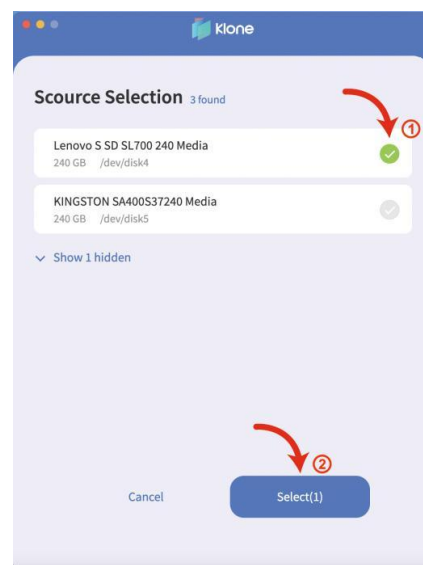 Klone
Scource Selection 3 found
①
Lenovo S SD SL700 240 Media
240 GB /dev/disk4
KINGSTON SA400S37240 Media
240 GB /dev/disk5
Show 1 hidden
②
Cancel Select(1)